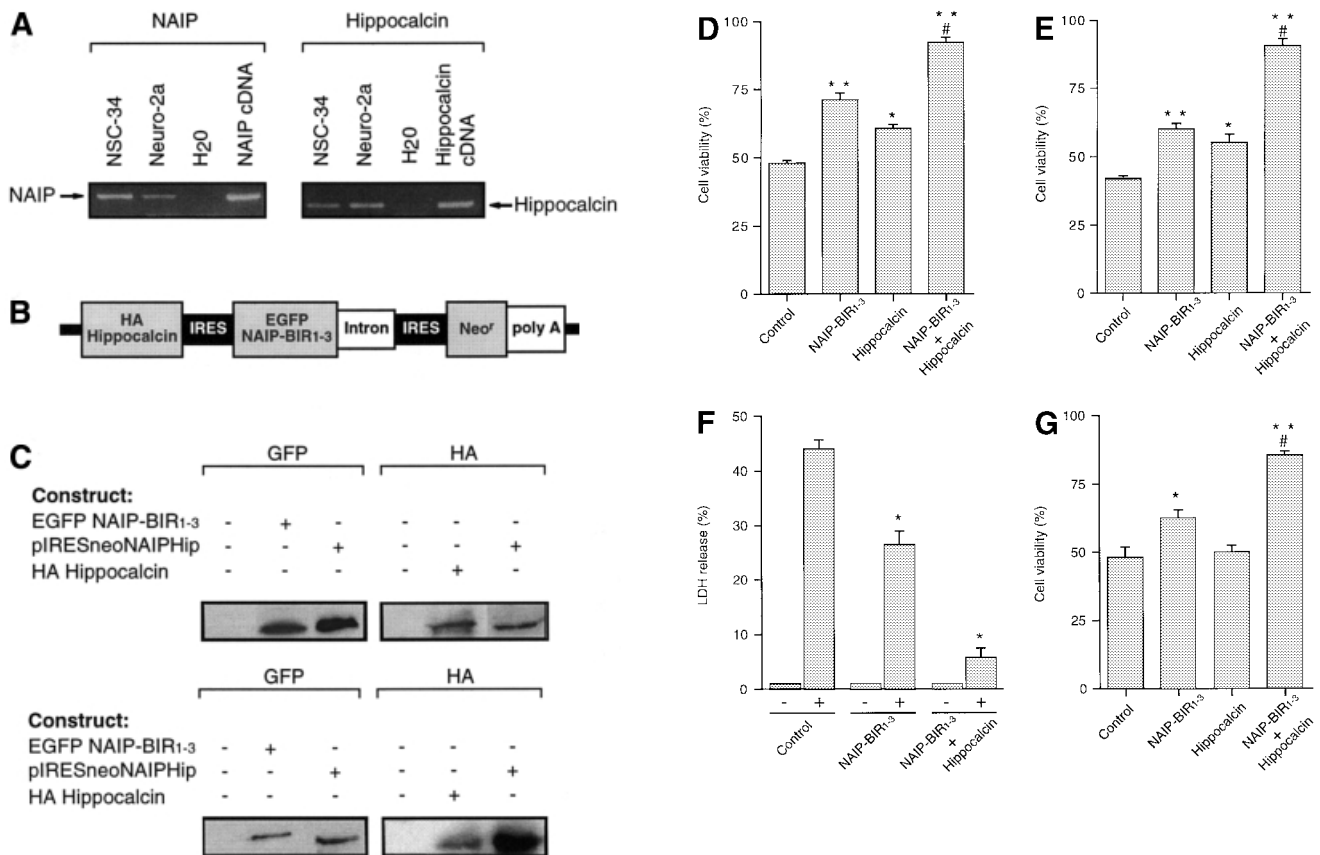 A
NAIP
Hippocalcin
NSC-34
Neuro-2a
H20
NAIP cDNA
NSC-34
Neuro-2a
H20
Hippocalcin
cDNA
NAIP
Hippocalcin
B
HA
Hippocalcin
IRES
EGFP
NAIP-BIR1-3
Intron
IRES
Neor
poly A
C
GFP
HA
Construct:
EGFP NAIP-BIR1-3 - + - - - -
pIRESneoNAIPHip - - + - - +
HA Hippocalcin - - - - + -
GFP
HA
Construct:
EGFP NAIP-BIR1-3 - + - - - -
pIRESneoNAIPHip - - + - - +
HA Hippocalcin - - - - + -
D
Cell viability (%)
100
75
50
25
0
* *
*
* *
#
Control
NAIP-BIR1-3
Hippocalcin
NAIP-BIR1-3
+
Hippocalcin
E
Cell viability (%)
100
75
50
25
0
* *
*
* *
#
Control
NAIP-BIR1-3
Hippocalcin
NAIP-BIR1-3
+
Hippocalcin
F
LDH release (%)
50
40
30
20
10
0
*
*
- + - + - +
Control
NAIP-BIR1-3
NAIP-BIR1-3
+
Hippocalcin
G
Cell viability (%)
100
75
50
25
0
*
* *
#
Control
NAIP-BIR1-3
Hippocalcin
NAIP-BIR1-3
+
Hippocalcin